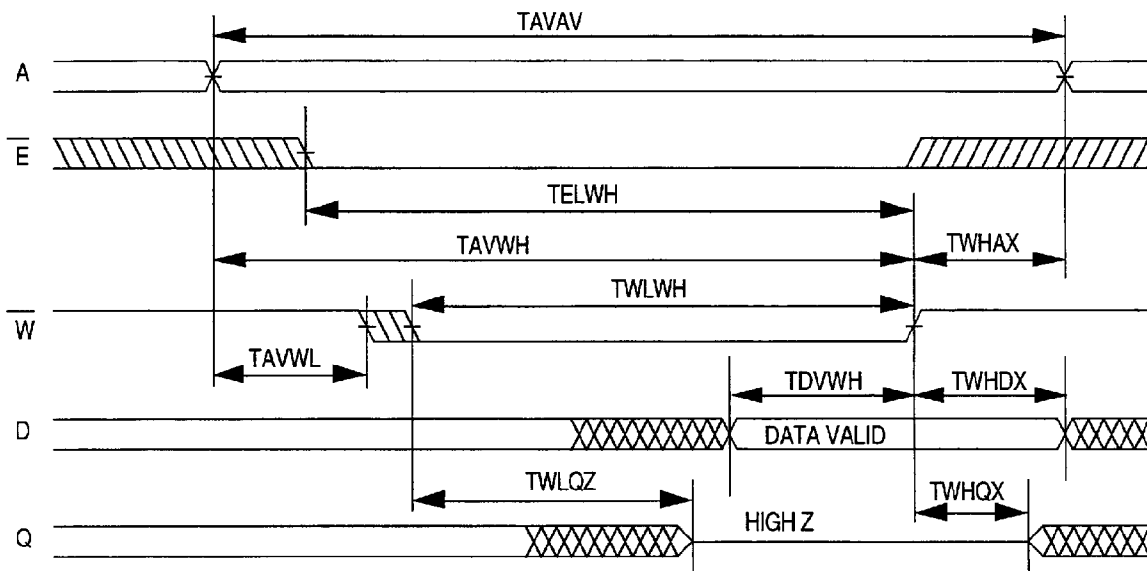 TAVAV
A
E
TELWH
TAVWH
TWHAX
TWLWH
W
TAVWL
TDVWH
TWHDX
D
DATA VALID
TWLQZ
TWHQX
HIGH Z
Q